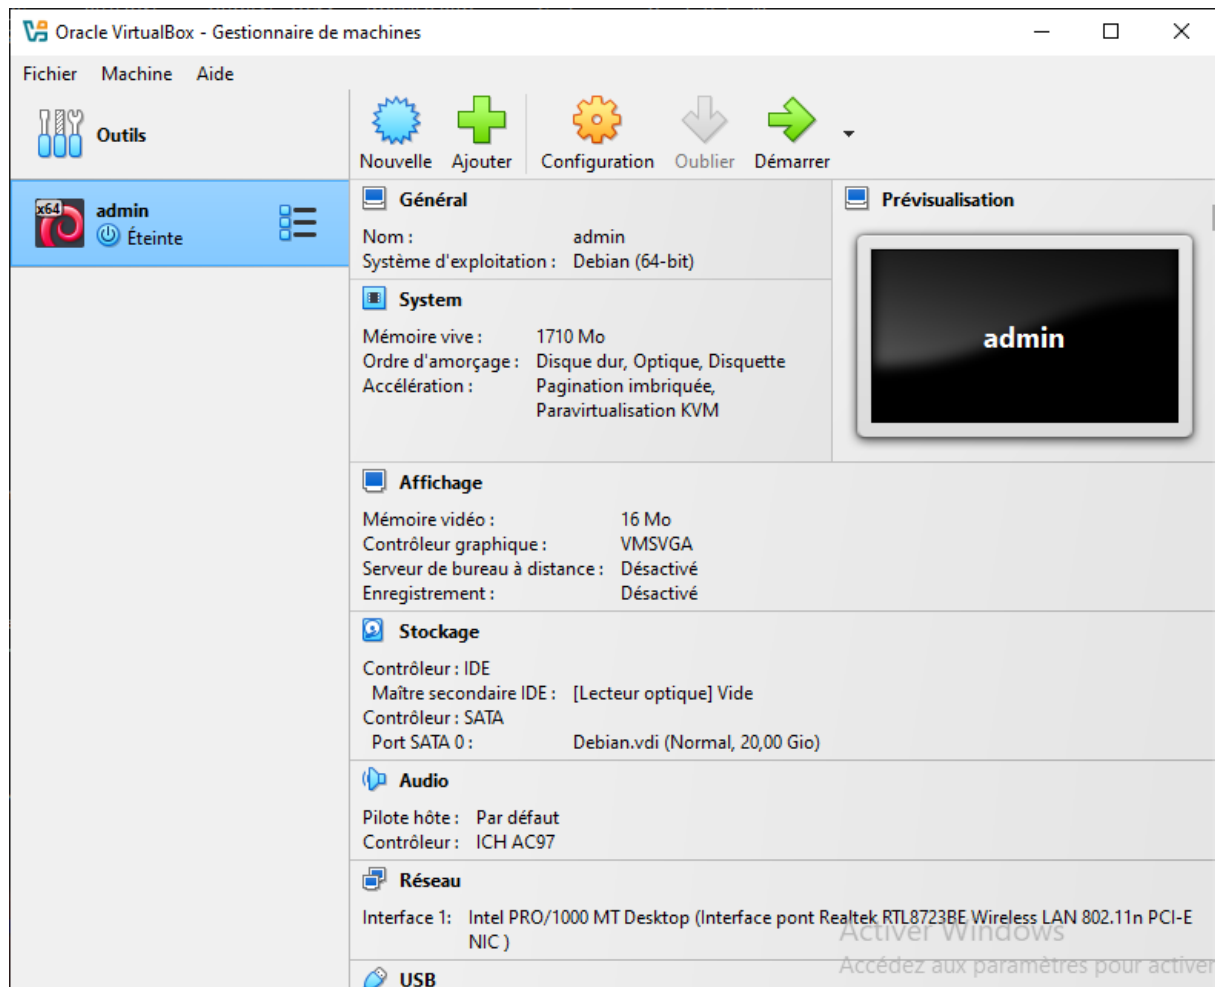 Oracle VirtualBox - Gestionnaire de machines
Fichier Machine Aide
Outils
Nouvelle Ajouter Configuration Oublier Démarrer
x64
admin
Éteinte
Général
Nom : admin
Système d'exploitation : Debian (64-bit)
Prévisualisation
admin
System
Mémoire vive : 1710 Mo
Ordre d'amorçage : Disque dur, Optique, Disquette
Accélération : Pagination imbriquée,
Paravirtualisation KVM
Affichage
Mémoire vidéo : 16 Mo
Contrôleur graphique : VMSVGA
Serveur de bureau à distance : Désactivé
Enregistrement : Désactivé
Stockage
Contrôleur : IDE
Maître secondaire IDE : [Lecteur optique] Vide
Contrôleur : SATA
Port SATA 0 : Debian.vdi (Normal, 20,00 Gio)
Audio
Pilote hôte : Par défaut
Contrôleur : ICH AC97
Réseau
Interface 1: Intel PRO/1000 MT Desktop (Interface pont Realtek RTL8723BE Wireless LAN 802.11n PCI-E
NIC )
Activer Windows
Accédez aux paramètres pour activer
USB